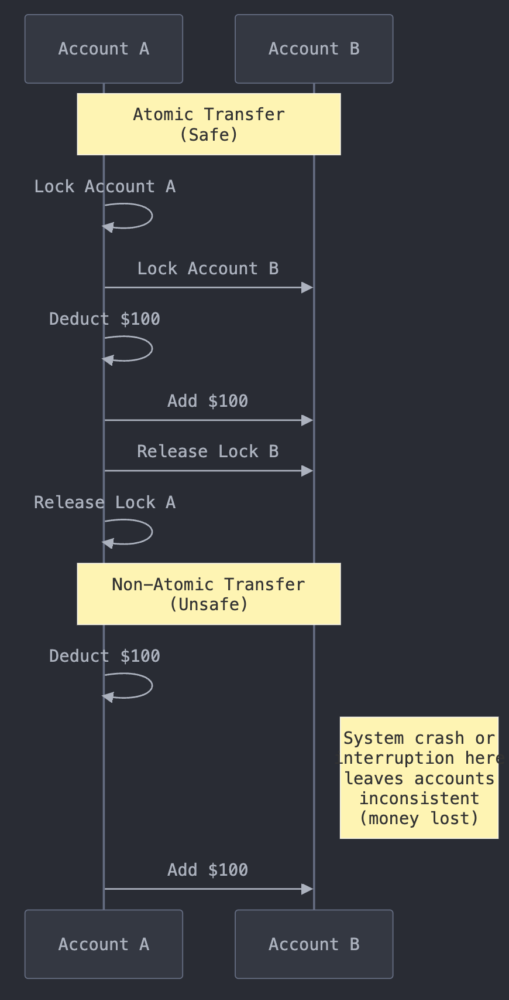 Account A
Account B
Atomic Transfer
(Safe)
Lock Account A
Lock Account B
Deduct $100
Add $100
Release Lock B
Release Lock A
Non-Atomic Transfer
(Unsafe)
Deduct $100
System crash or
interruption here
leaves accounts
inconsistent
(money lost)
Add $100
Account A
Account B